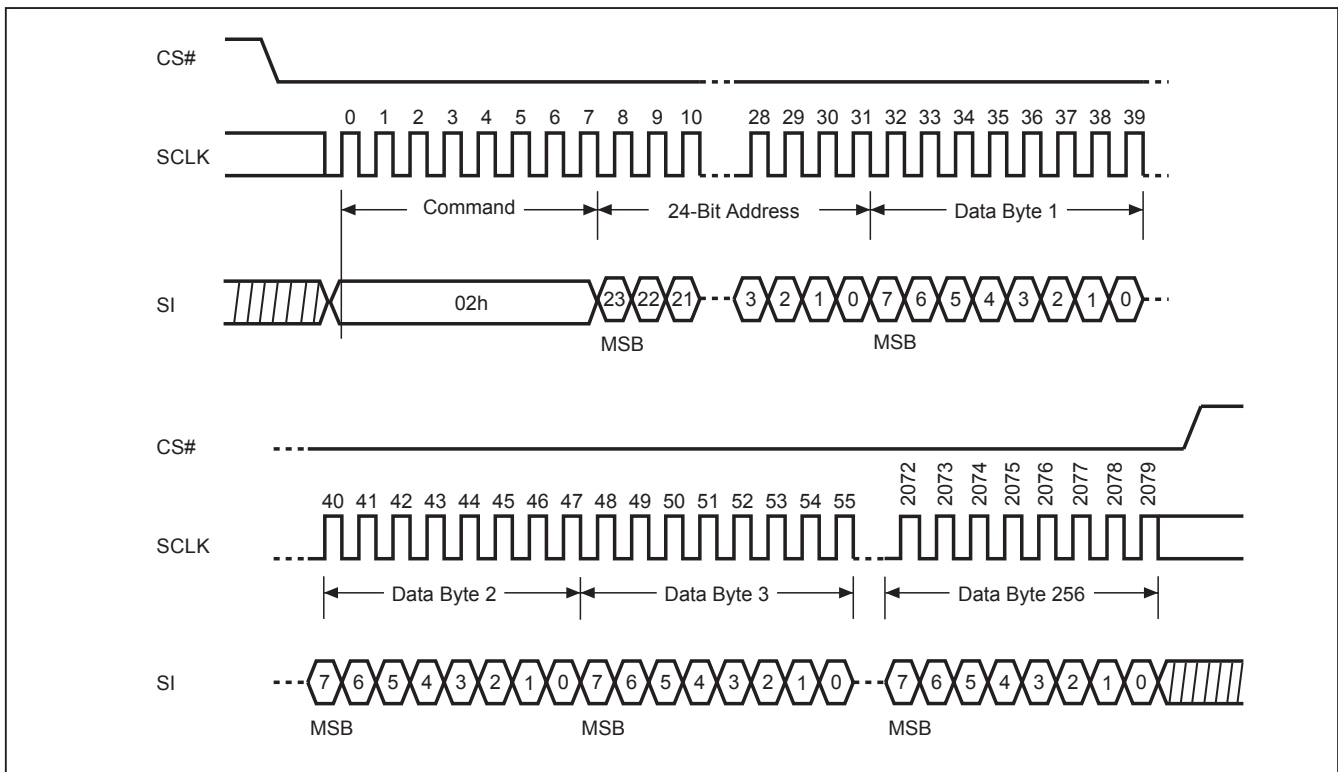 CS#
0 1 2 3 4 5 6 7 8 9 10 28 29 30 31 32 33 34 35 36 37 38 39
SCLK
Command 24-Bit Address Data Byte 1
SI 02h 23 22 21 3 2 1 0 7 6 5 4 3 2 1 0
MSB MSB
CS#
40 41 42 43 44 45 46 47 48 49 50 51 52 53 54 55 2072 2073 2074 2075 2076 2077 2078 2079
SCLK
Data Byte 2 Data Byte 3 Data Byte 256
SI 7 6 5 4 3 2 1 0 7 6 5 4 3 2 1 0 7 6 5 4 3 2 1 0
MSB MSB MSB